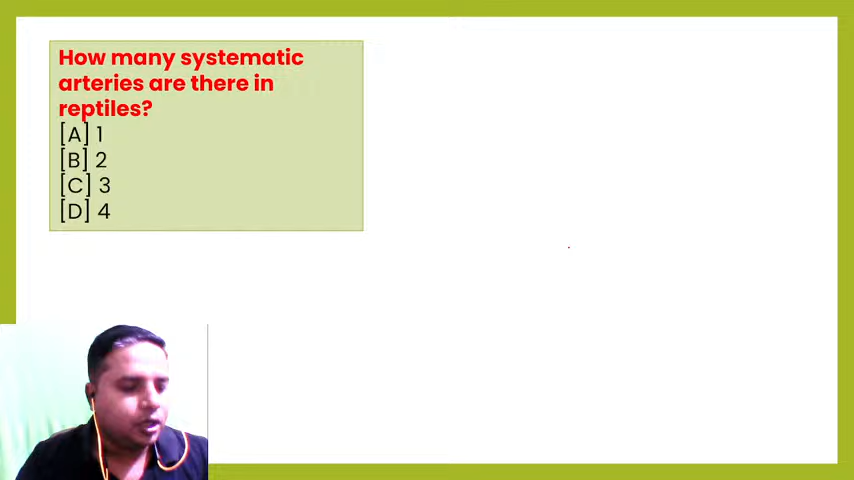 How many systematic
arteries are there in
reptiles?
[A] 1
[B] 2
[C] 3
[D] 4